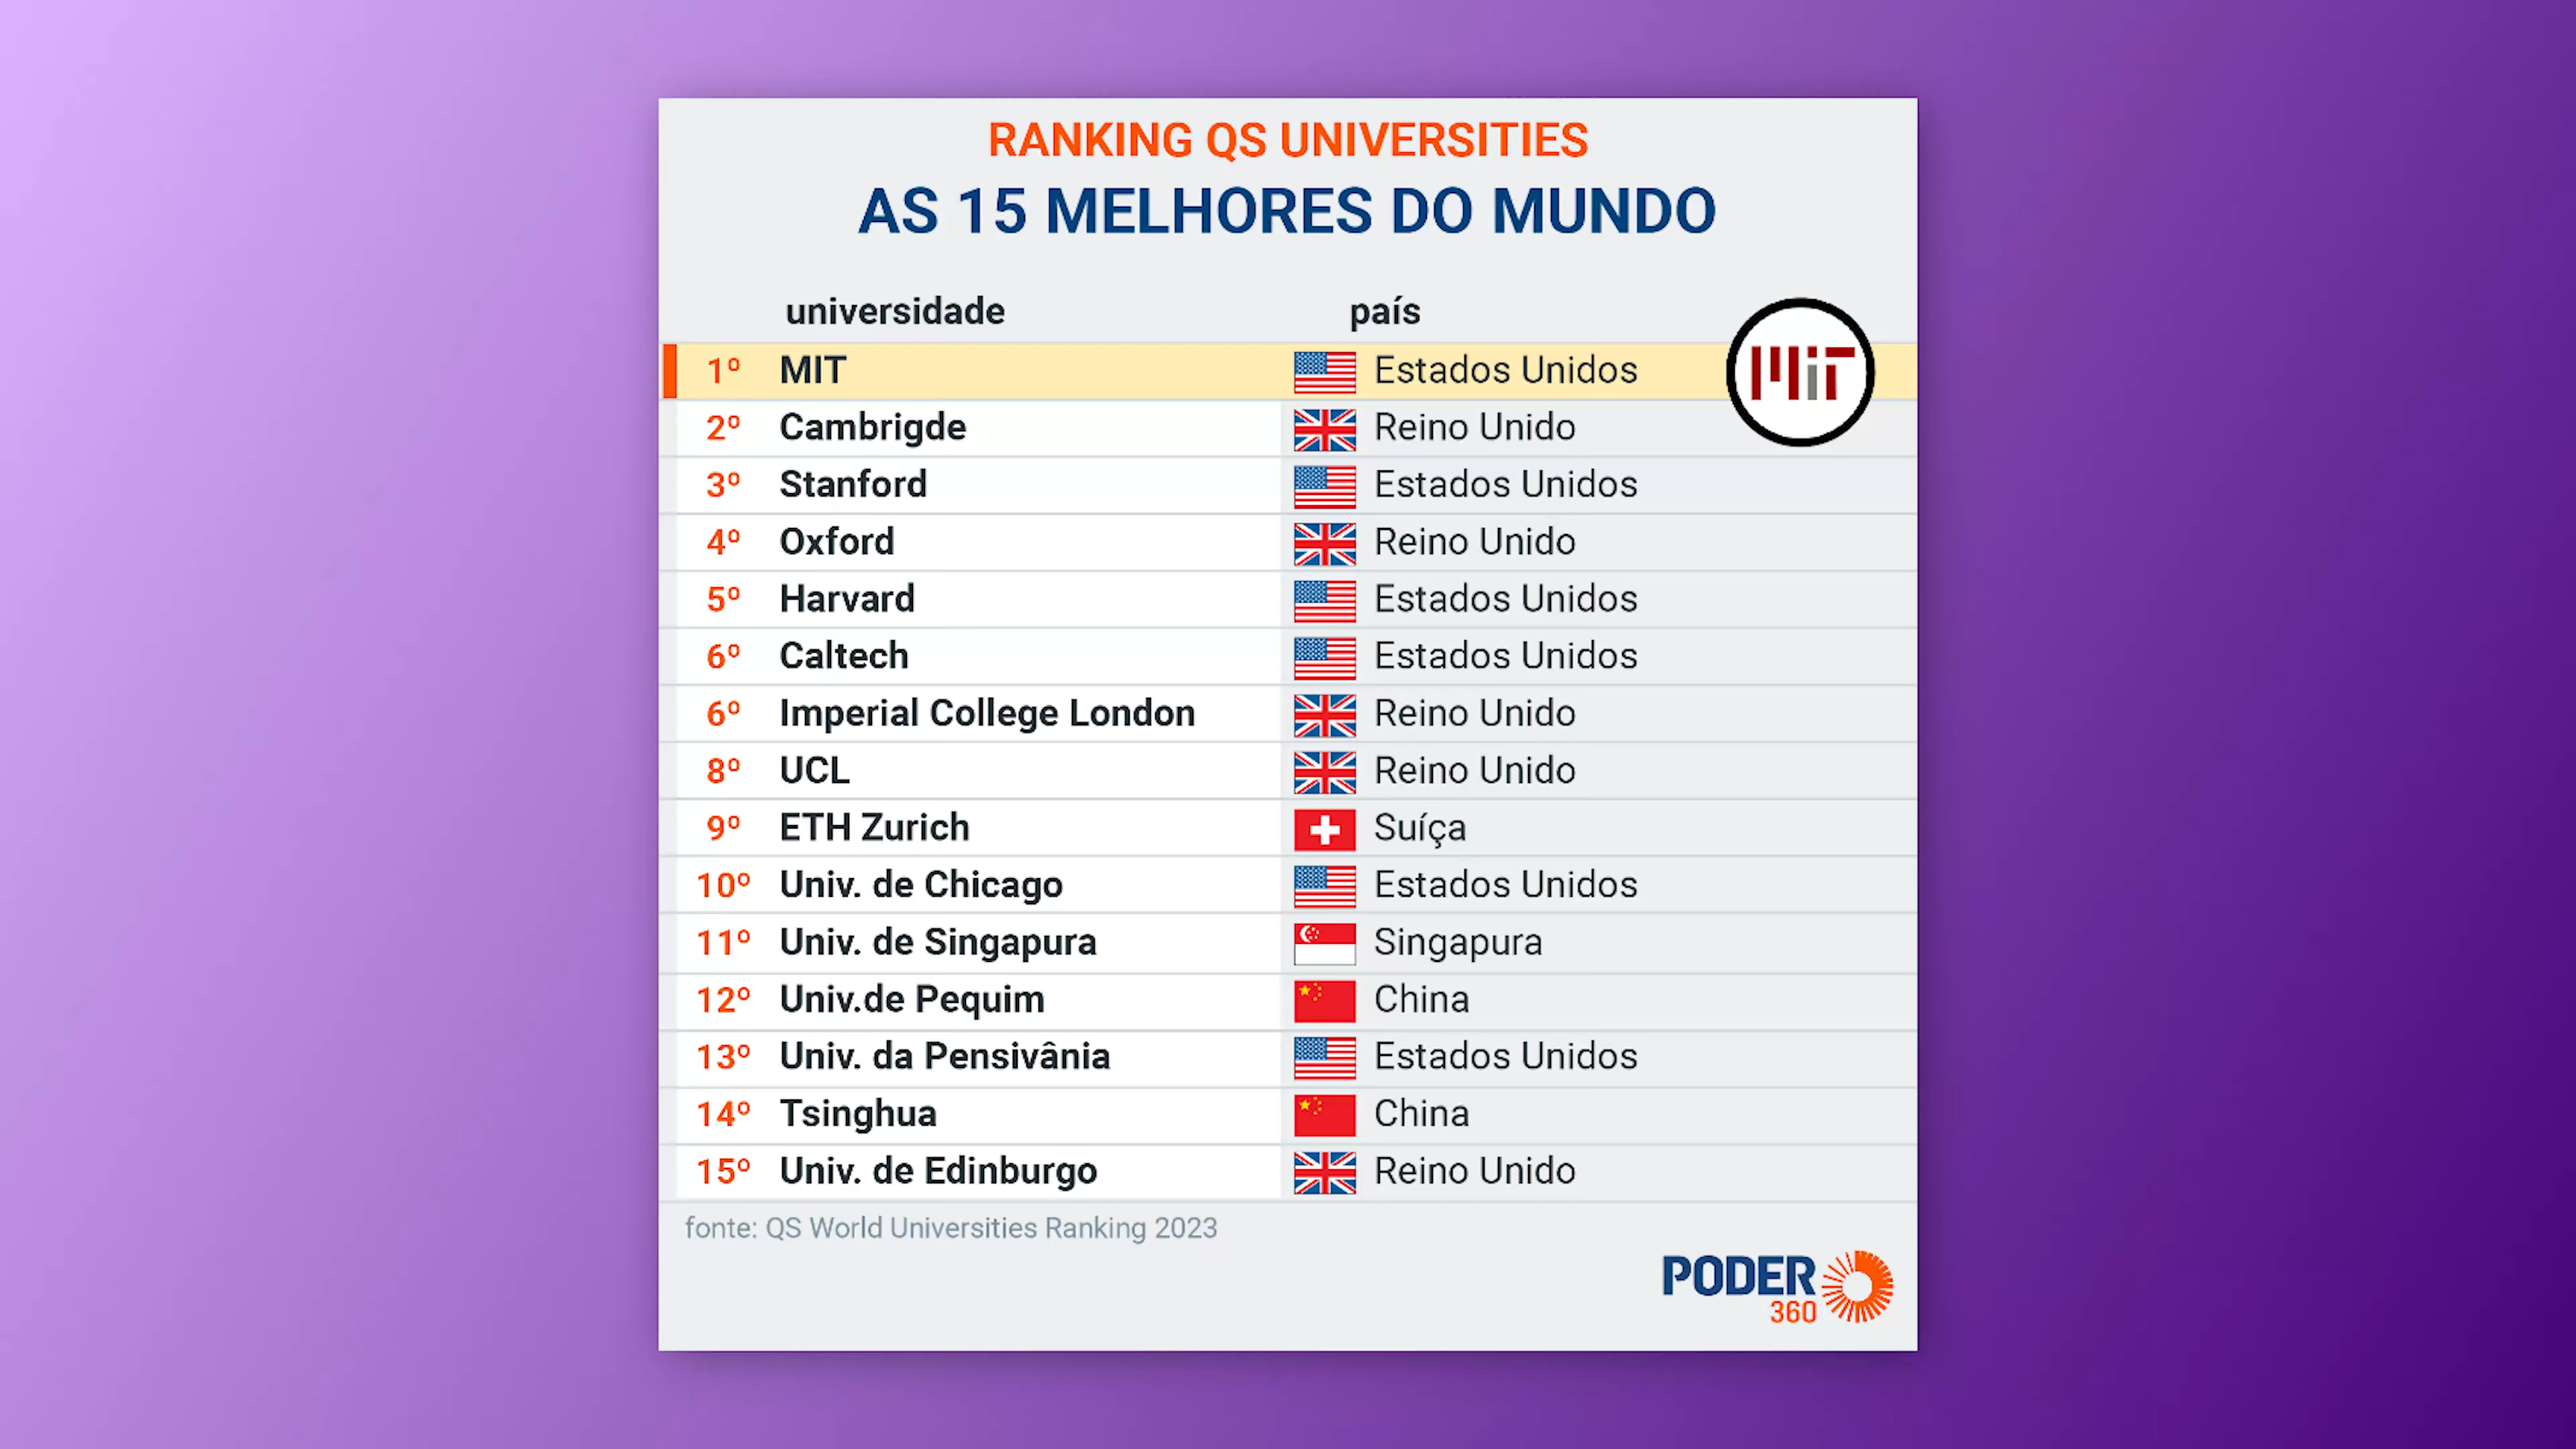 RANKING QS UNIVERSITIES
AS 15 MELHORES DO MUNDO
universidade país
1º MIT Estados Unidos
MIT
2º Cambrigde Reino Unido
3º Stanford Estados Unidos
4º Oxford Reino Unido
5º Harvard Estados Unidos
6º Caltech Estados Unidos
6º Imperial College London Reino Unido
8º UCL Reino Unido
9º ETH Zurich Suíça
10º Univ. de Chicago Estados Unidos
11º Univ. de Singapura Singapura
12º Univ.de Pequim China
13º Univ. da Pensivânia Estados Unidos
14º Tsinghua China
15º Univ. de Edinburgo Reino Unido
fonte: QS World Universities Ranking 2023
PODER
360